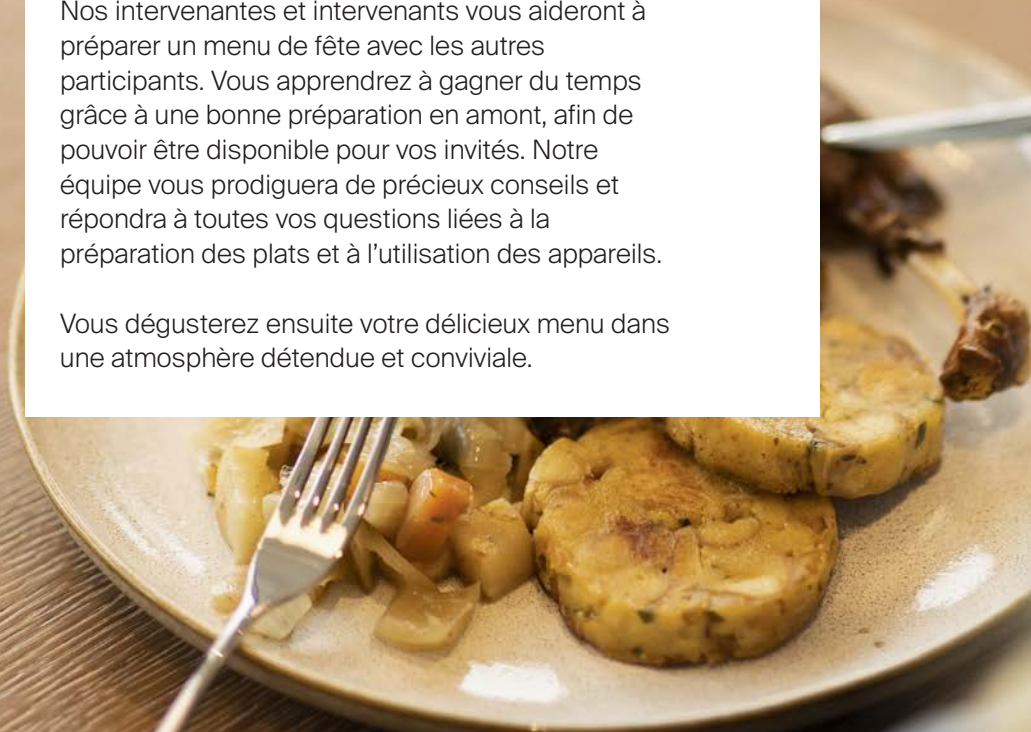 Nos intervenantes et intervenants vous aideront à
préparer un menu de fête avec les autres
participants. Vous apprendrez à gagner du temps
grâce à une bonne préparation en amont, afin de
pouvoir être disponible pour vos invités. Notre
équipe vous prodiguera de précieux conseils et
répondra à toutes vos questions liées à la
préparation des plats et à l’utilisation des appareils.
Vous dégusterez ensuite votre délicieux menu dans
une atmosphère détendue et conviviale.